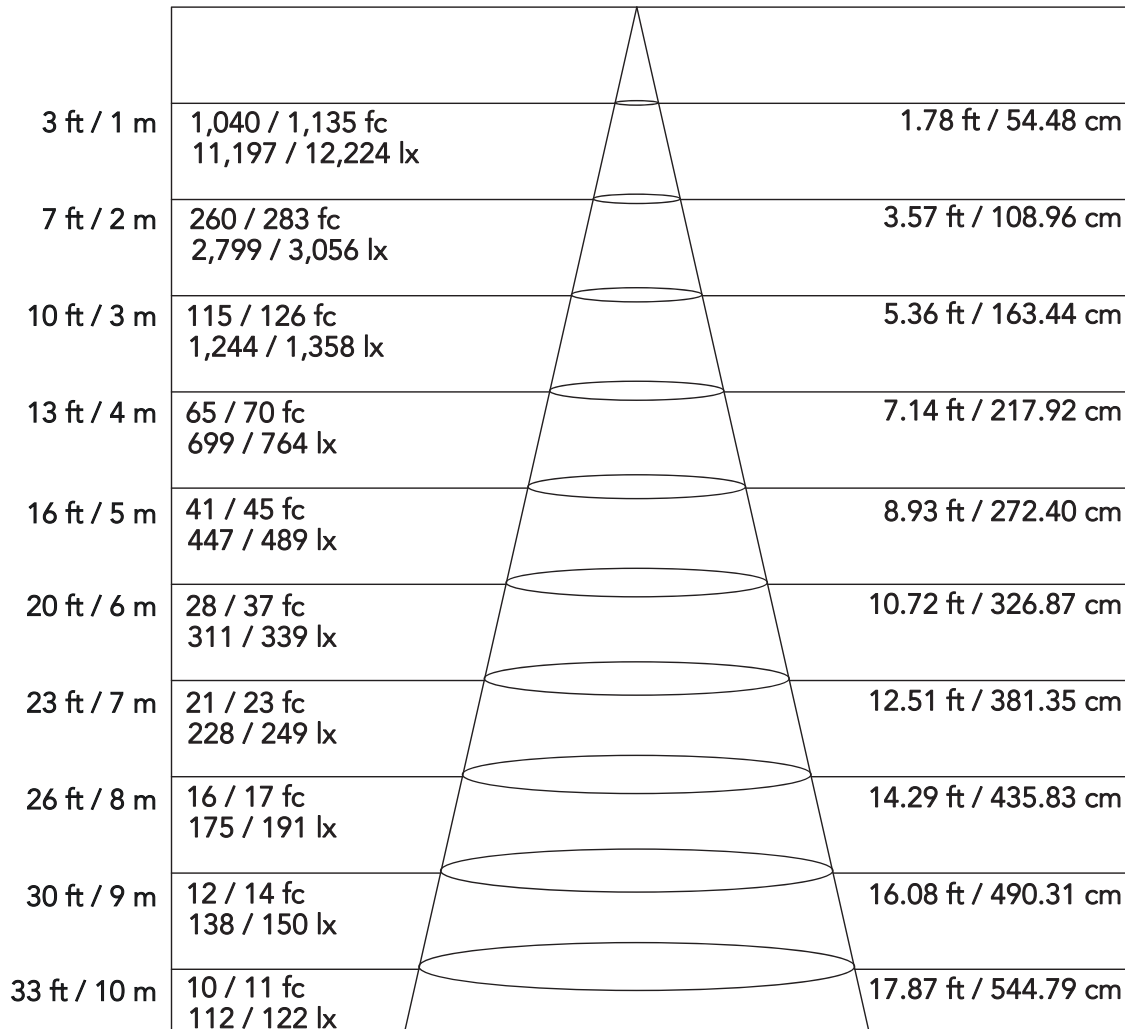 3 ft / 1 m
1,040 / 1,135 fc
11,197 / 12,224 lx
1.78 ft / 54.48 cm
7 ft / 2 m
260 / 283 fc
2,799 / 3,056 lx
3.57 ft / 108.96 cm
10 ft / 3 m
115 / 126 fc
1,244 / 1,358 lx
5.36 ft / 163.44 cm
13 ft / 4 m
65 / 70 fc
699 / 764 lx
7.14 ft / 217.92 cm
16 ft / 5 m
41 / 45 fc
447 / 489 lx
8.93 ft / 272.40 cm
20 ft / 6 m
28 / 37 fc
311 / 339 lx
10.72 ft / 326.87 cm
23 ft / 7 m
21 / 23 fc
228 / 249 lx
12.51 ft / 381.35 cm
26 ft / 8 m
16 / 17 fc
175 / 191 lx
14.29 ft / 435.83 cm
30 ft / 9 m
12 / 14 fc
138 / 150 lx
16.08 ft / 490.31 cm
33 ft / 10 m
10 / 11 fc
112 / 122 lx
17.87 ft / 544.79 cm